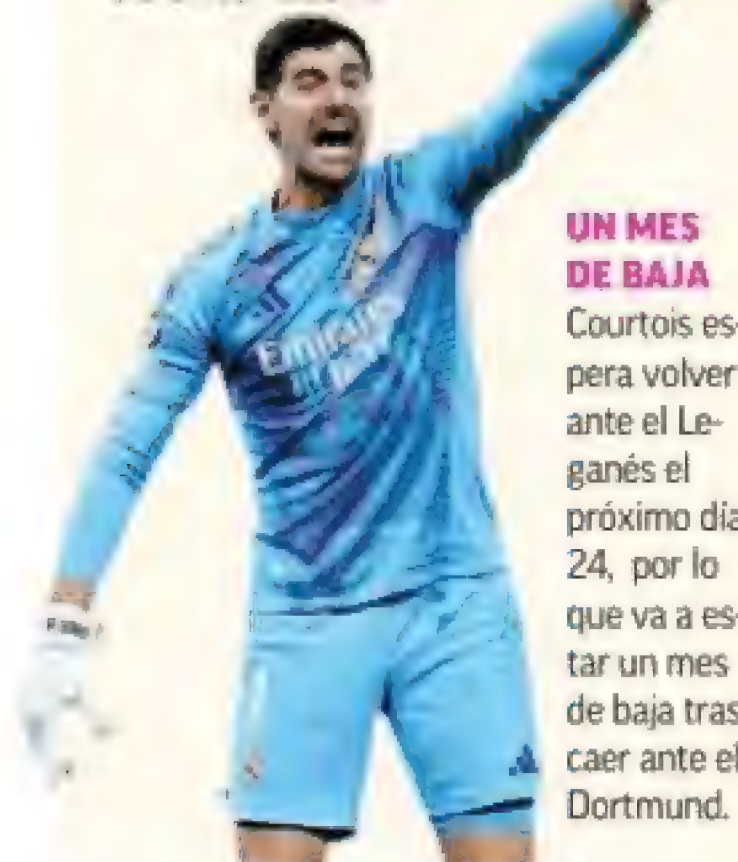 Emirates
UN MES
DE BAJA
Courtois es-
pera volver
ante el Le-
ganés el
próximo día
24, por lo
que va a es-
tar un mes
de baja tras
caer ante el
Dortmund.